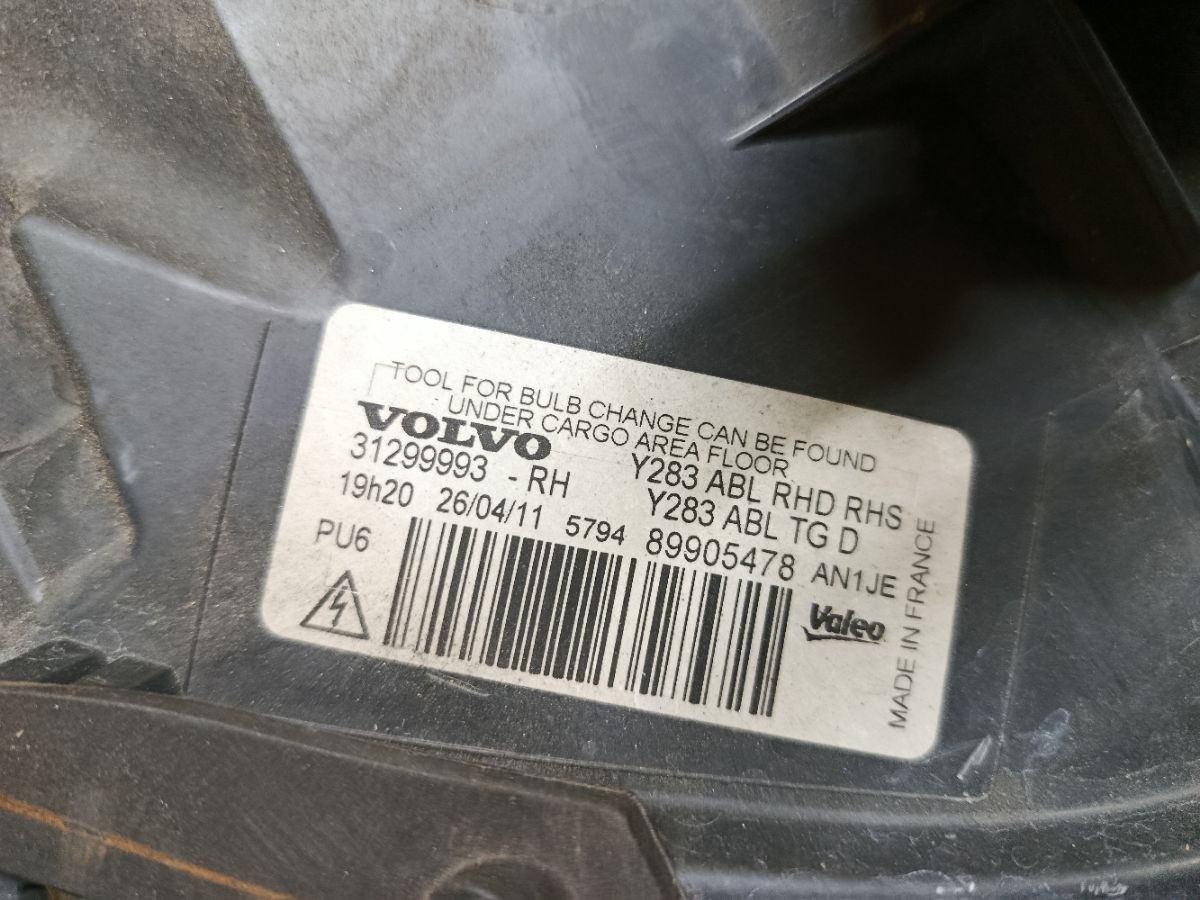 TOOL FOR BULB CHANGE CAN BE FOUND
UNDER CARGO AREA FLOOR
VOLVO
31299993 - RH
Y283 ABL RHD RHS
19h20 26/04/11 5794
Y283 ABL TG D
PU6
89905478 AN1JE
Valeo
MADE IN FRANCE